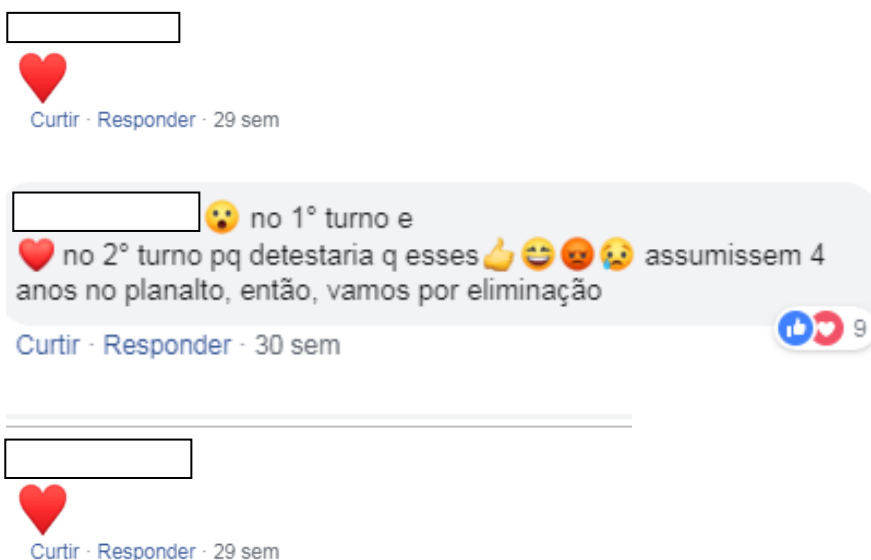 ❤️
Curtir · Responder · 29 sem
😮 no 1° turno e
❤️ no 2° turno pq detestaria q esses👍😄😡😢 assumissem 4
anos no planalto, então, vamos por eliminação
9
Curtir · Responder · 30 sem
❤️
Curtir · Responder · 29 sem